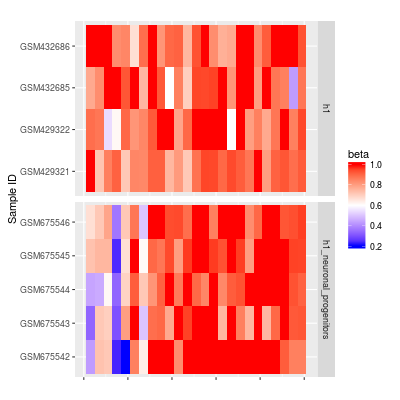 GSM432686
GSM432685
GSM429322
GSM429321
h1
GSM675546
GSM675545
GSM675544
GSM675543
GSM675542
h1_neuronal_progenitors
Sample ID
beta
1.0
0.8
0.6
0.4
0.2